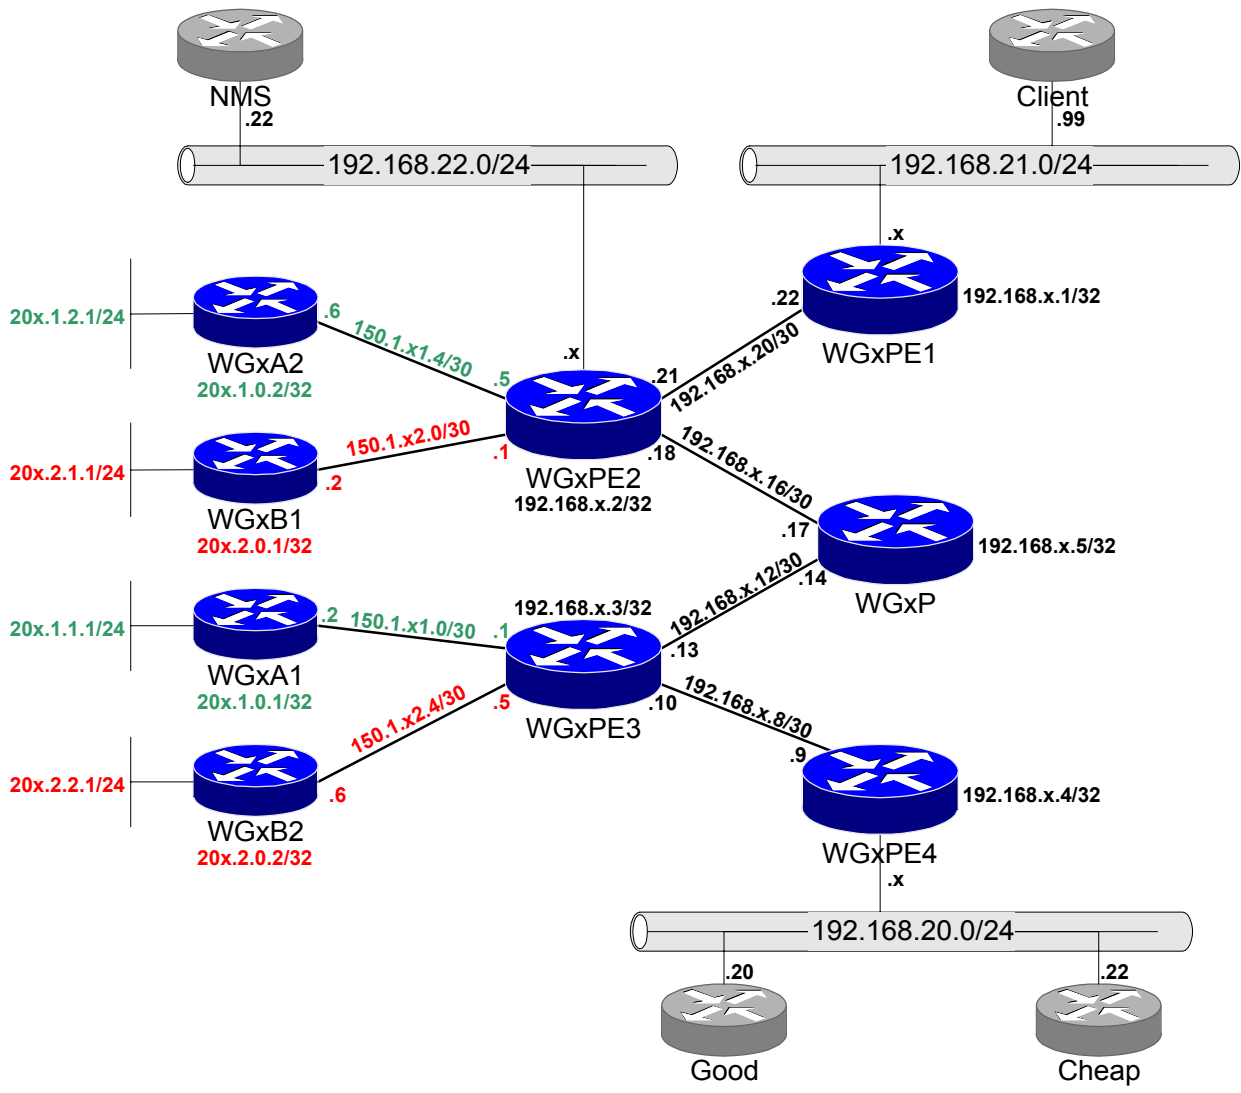 NMS
.22
192.168.22.0/24
Client
.99
192.168.21.0/24
.x
.22
192.168.x.1/32
WGxPE1
192.168.x.20/30
20x.1.2.1/24
.6
WGxA2
20x.1.0.2/32
150.1.x1.4/30
.5
.x
.21
20x.2.1.1/24
WGxB1
20x.2.0.1/32
.2
150.1.x2.0/30
.1
.18
WGxPE2
192.168.x.2/32
192.168.x.16/30
.17
192.168.x.5/32
.14
WGxP
192.168.x.12/30
20x.1.1.1/24
WGxA1
20x.1.0.1/32
.2
150.1.x1.0/30
.1
192.168.x.3/32
.13
20x.2.2.1/24
WGxB2
20x.2.0.2/32
.6
150.1.x2.4/30
.5
.10
WGxPE3
192.168.x.8/30
.9
192.168.x.4/32
WGxPE4
.x
192.168.20.0/24
.20
Good
.22
Cheap